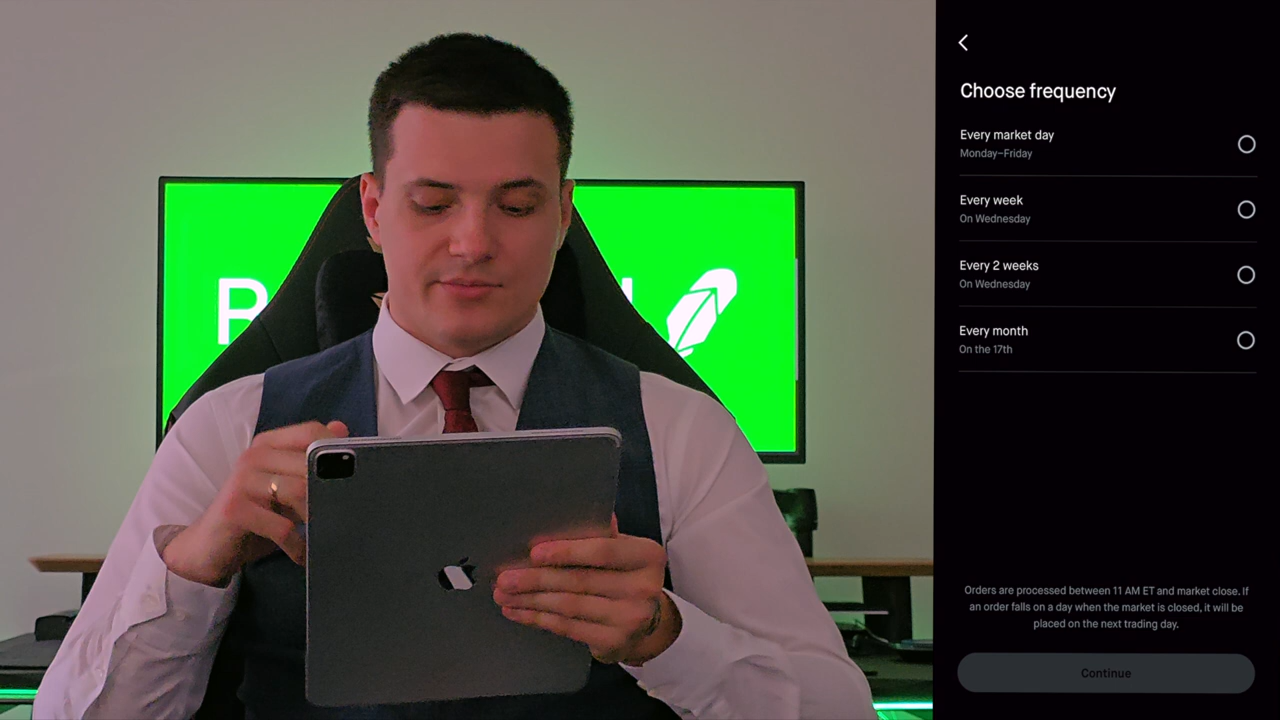 Choose frequency
Every market day
Monday–Friday
Every week
On Wednesday
Every 2 weeks
On Wednesday
Every month
On the 17th
Orders are processed between 11 AM ET and market close. If
an order falls on a day when the market is closed, it will be
placed on the next trading day.
Continue